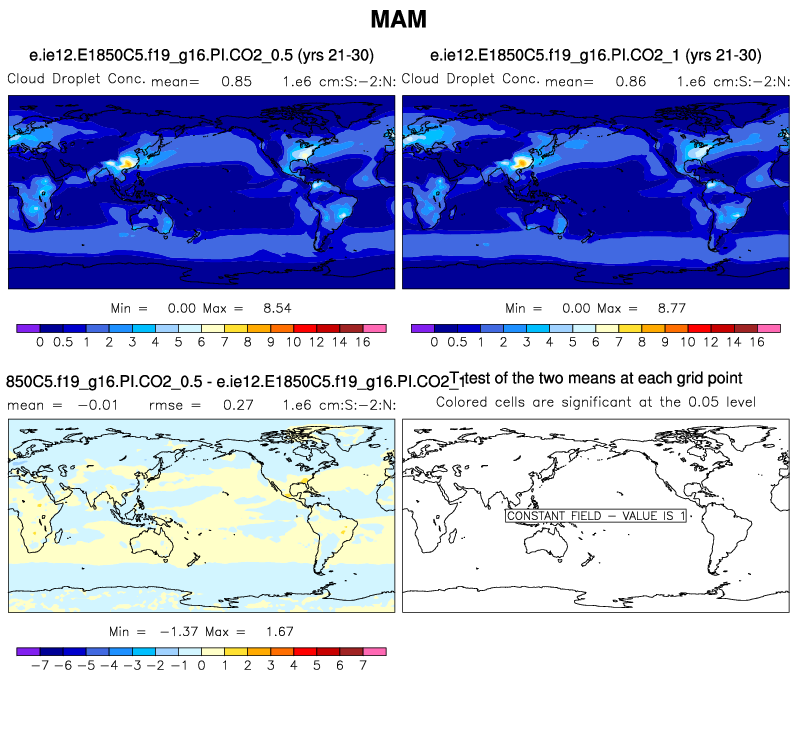 MAM
e.ie12.E1850C5.f19_g16.PI.CO2_0.5 (yrs 21-30)
Cloud Droplet Conc. mean= 0.85 1.e6 cm:S:−2:N:
e.ie12.E1850C5.f19_g16.PI.CO2_1 (yrs 21-30)
Cloud Droplet Conc. mean= 0.86 1.e6 cm:S:−2:N:
Min = 0.00 Max = 8.54
0 0.5 1 2 3 4 5 6 7 8 9 10 12 14 16
Min = 0.00 Max = 8.77
0 0.5 1 2 3 4 5 6 7 8 9 10 12 14 16
850C5.f19_g16.PI.CO2_0.5 - e.ie12.E1850C5.f19_g16.PI.CO2_1
mean = −0.01 rmse = 0.27 1.e6 cm:S:−2:N:
T-test of the two means at each grid point
Colored cells are significant at the 0.05 level
CONSTANT FIELD − VALUE IS 1
Min = −1.37 Max = 1.67
−7 −6 −5 −4 −3 −2 −1 0 1 2 3 4 5 6 7